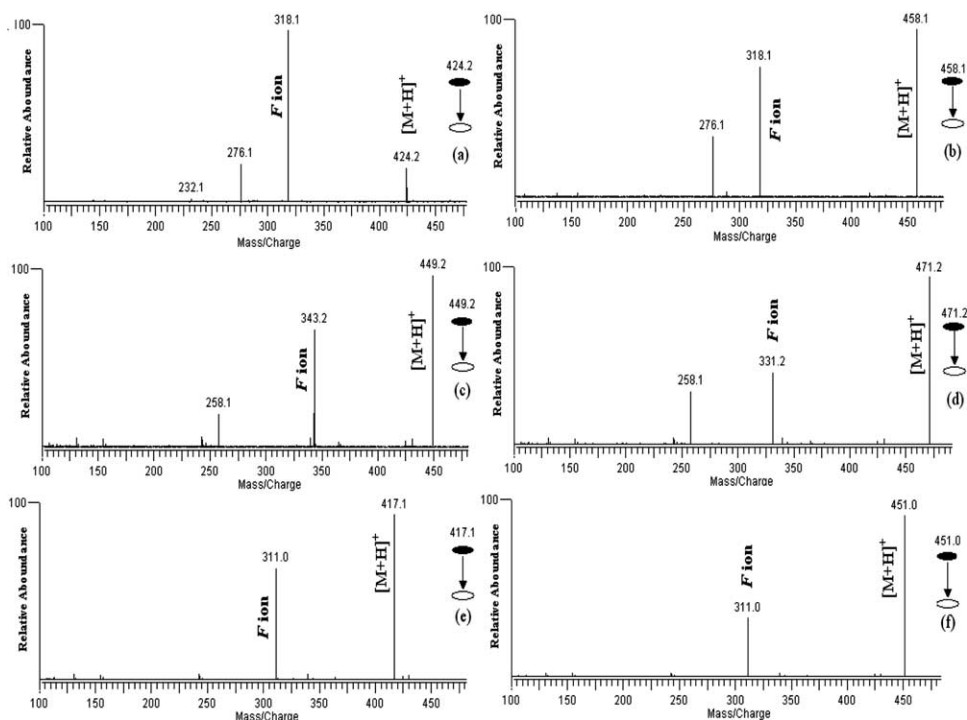 100
318.1
F ion
[M+H]+
424.2
424.2
276.1
232.1
(a)
Relative Aboundance
100 150 200 250 300 350 400 450
Mass/Charge
100
458.1
318.1
F ion
[M+H]+
458.1
276.1
(b)
Relative Aboundance
100 150 200 250 300 350 400 450
Mass/Charge
100
449.2
343.2
F ion
[M+H]+
449.2
258.1
(c)
Relative Aboundance
100 150 200 250 300 350 400 450
Mass/Charge
100
471.2
F ion
331.2
[M+H]+
471.2
258.1
(d)
Relative Aboundance
100 150 200 250 300 350 400 450
Mass/Charge
100
417.1
311.0
F ion
[M+H]+
417.1
(e)
Relative Aboundance
100 150 200 250 300 350 400 450
Mass/Charge
100
451.0
F ion
311.0
[M+H]+
451.0
(f)
Relative Aboundance
100 150 200 250 300 350 400 450
Mass/Charge